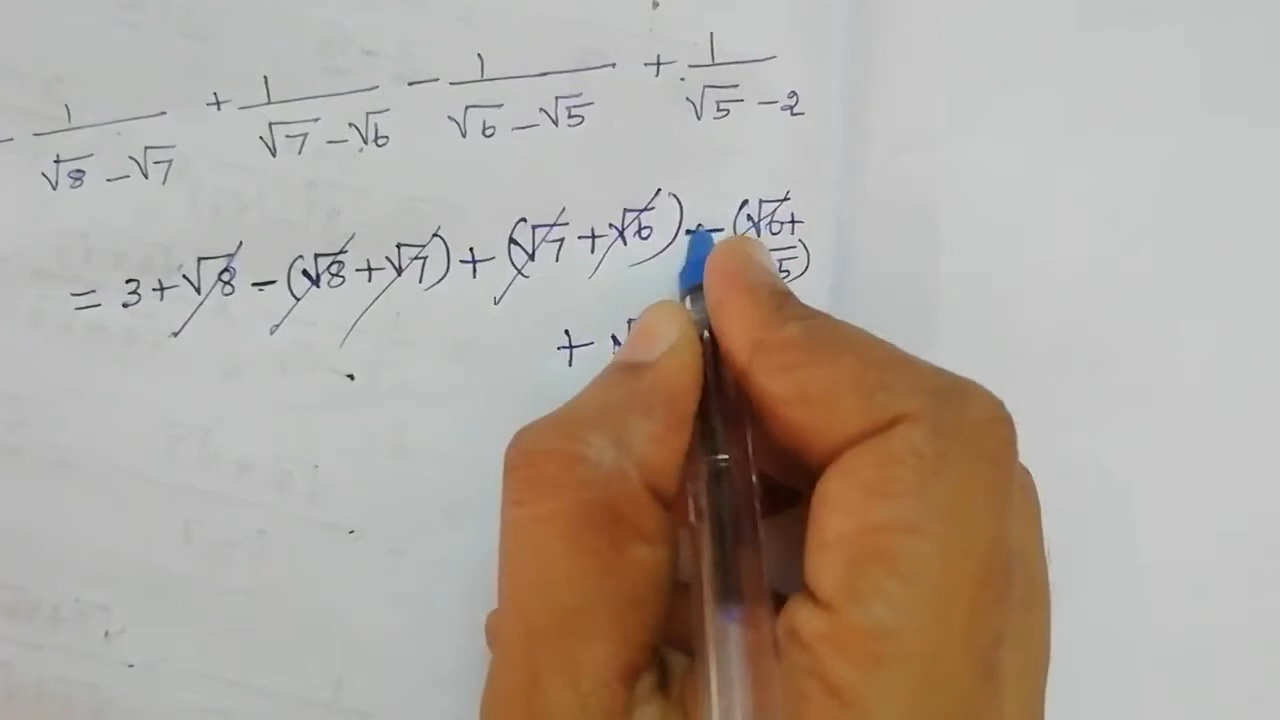 - 1/(√8 - √7) + 1/(√7 - √6) - 1/(√6 - √5) + 1/(√5 - 2)
= 3 + √8 - (√8 + √7) + (√7 + √6) - (√6 +
√5)
+ √